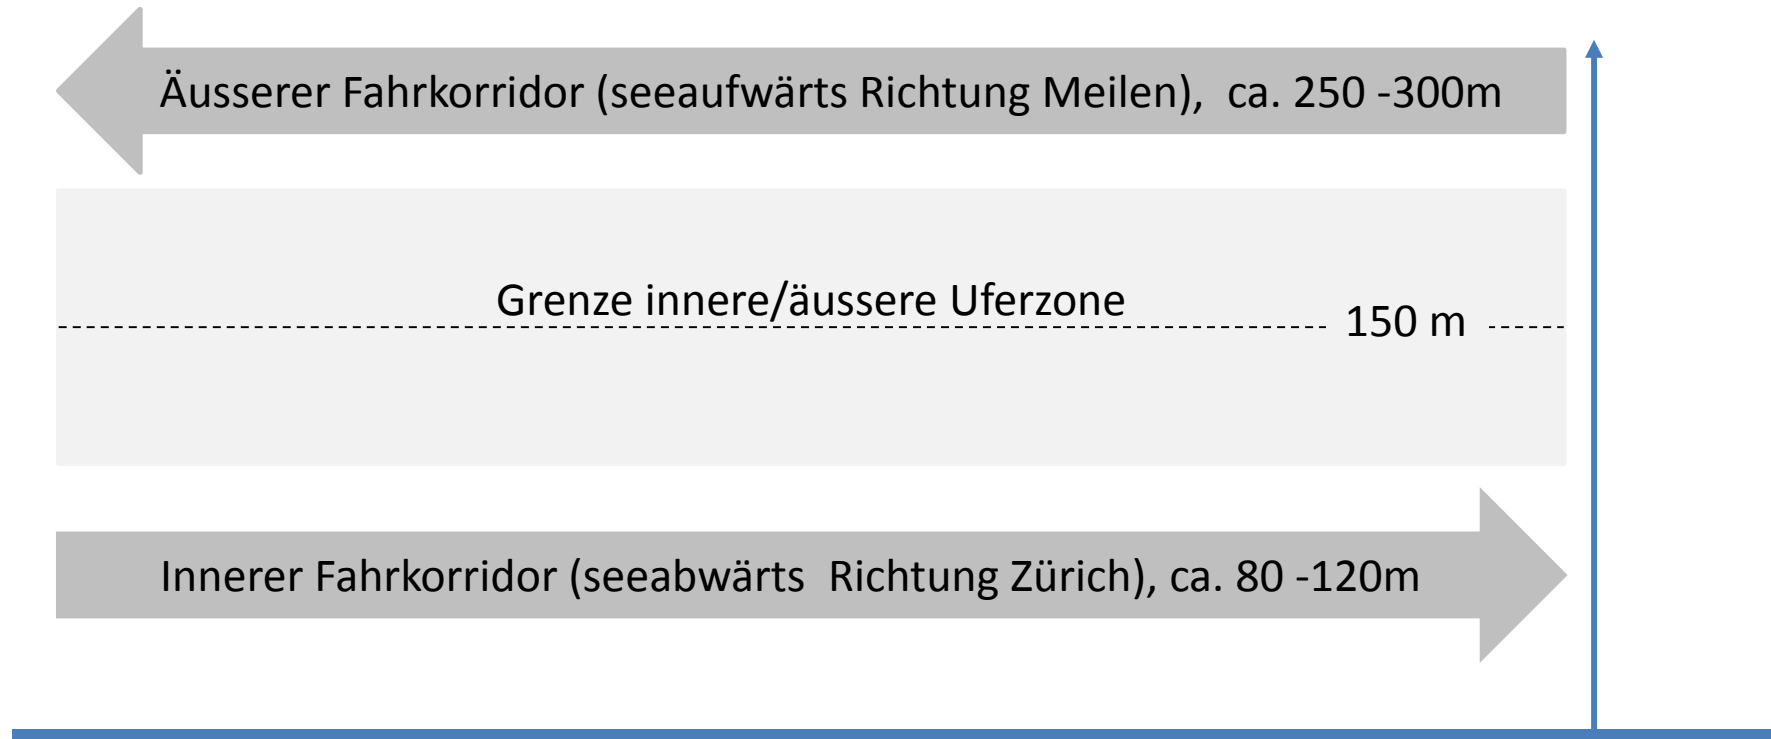 Äusserer Fahrkorridor (seeaufwärts Richtung Meilen), ca. 250 -300m
Grenze innere/äussere Uferzone
150 m
Innerer Fahrkorridor (seeabwärts Richtung Zürich), ca. 80 -120m